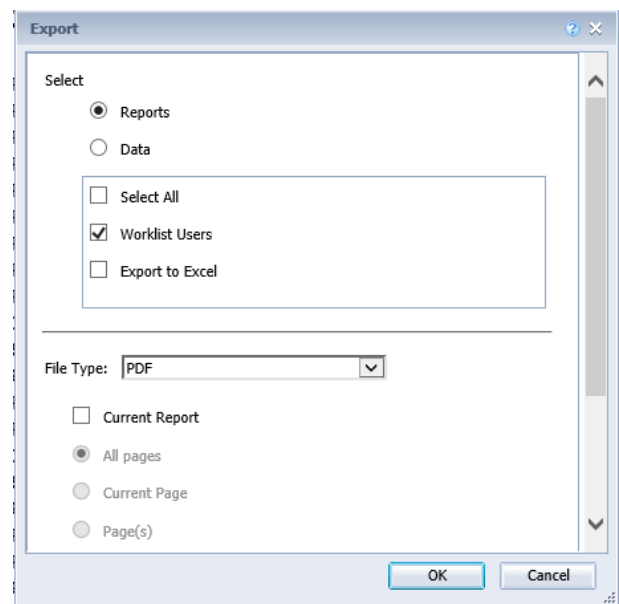 Export
Select
Reports
Data
Select All
Worklist Users
Export to Excel
File Type: PDF
Current Report
All pages
Current Page
Page(s)
OK Cancel